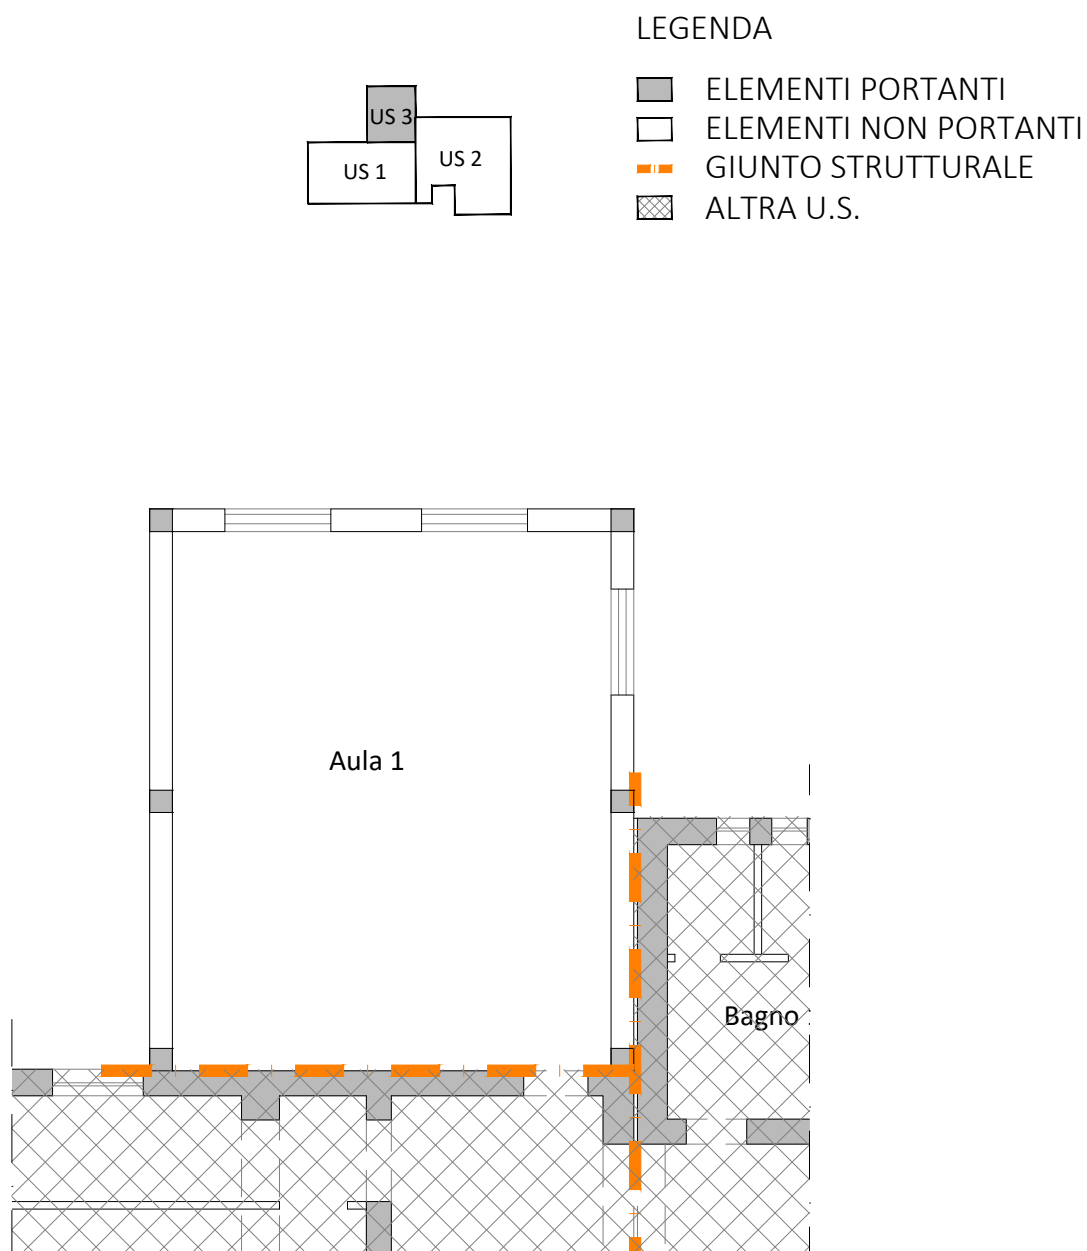 LEGENDA
ELEMENTI PORTANTI
ELEMENTI NON PORTANTI
GIUNTO STRUTTURALE
ALTRA U.S.
US 3
US 1
US 2
Aula 1
Bagno